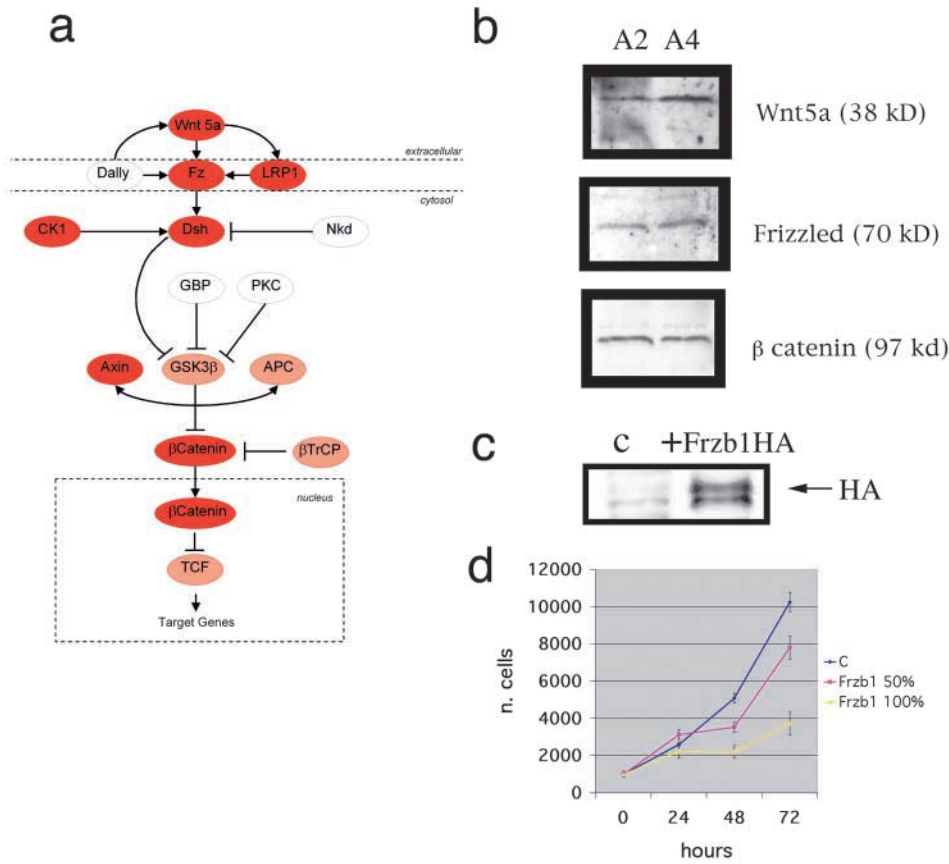 a
Wnt 5a
extracellular
Dally
Fz
LRP1
cytosol
CK1
Dsh
Nkd
GBP
PKC
Axin
GSK3β
APC
βCatenin
βTrCP
nucleus
βCatenin
TCF
Target Genes
b
A2 A4
Wnt5a (38 kD)
Frizzled (70 kD)
β catenin (97 kd)
c
c +Frzb1HA
HA
d
12000
10000
8000
6000
4000
2000
0
n. cells
0 24 48 72
hours
C
Frzb1 50%
Frzb1 100%